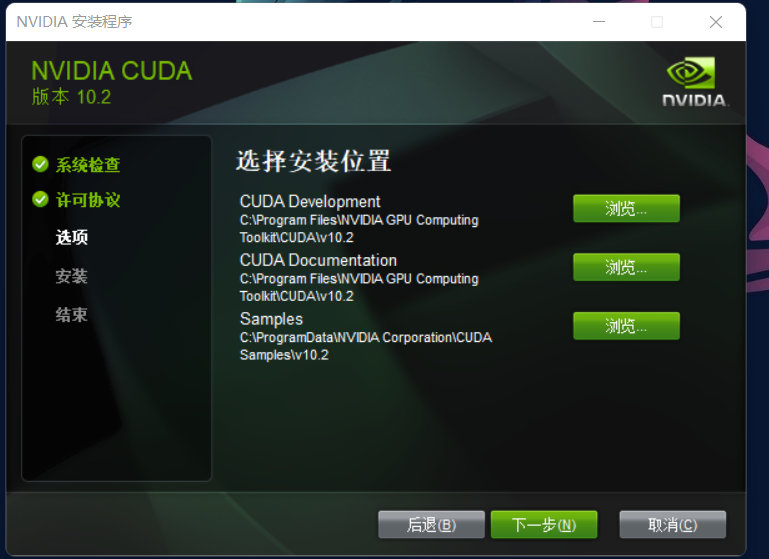 NVIDIA 安装程序
NVIDIA CUDA
版本 10.2
NVIDIA.
系统检查
许可协议
选项
安装
结束
选择安装位置
CUDA Development
C:\Program Files\NVIDIA GPU Computing
Toolkit\CUDA\v10.2
浏览...
CUDA Documentation
C:\Program Files\NVIDIA GPU Computing
Toolkit\CUDA\v10.2
浏览...
Samples
C:\ProgramData\NVIDIA Corporation\CUDA
Samples\v10.2
浏览...
后退(B)
下一步(N)
取消(C)